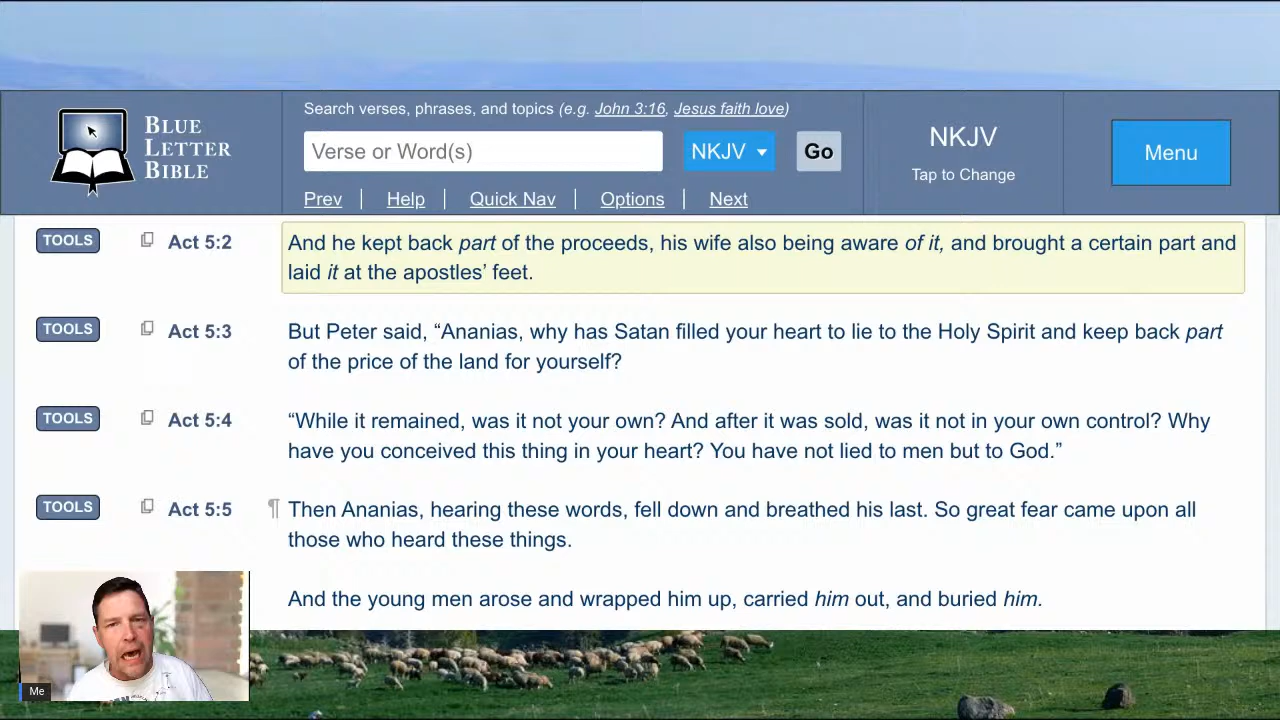 Search verses, phrases, and topics (e.g. John 3:16, Jesus faith love)
BLUE
LETTER
BIBLE
Verse or Word(s)
NKJV
Go
Prev | Help | Quick Nav | Options | Next
NKJV
Tap to Change
Menu
TOOLS Act 5:2 And he kept back part of the proceeds, his wife also being aware of it, and brought a certain part and
laid it at the apostles’ feet.
TOOLS Act 5:3 But Peter said, “Ananias, why has Satan filled your heart to lie to the Holy Spirit and keep back part
of the price of the land for yourself?
TOOLS Act 5:4 “While it remained, was it not your own? And after it was sold, was it not in your own control? Why
have you conceived this thing in your heart? You have not lied to men but to God.”
TOOLS Act 5:5 ¶ Then Ananias, hearing these words, fell down and breathed his last. So great fear came upon all
those who heard these things.
And the young men arose and wrapped him up, carried him out, and buried him.
Me